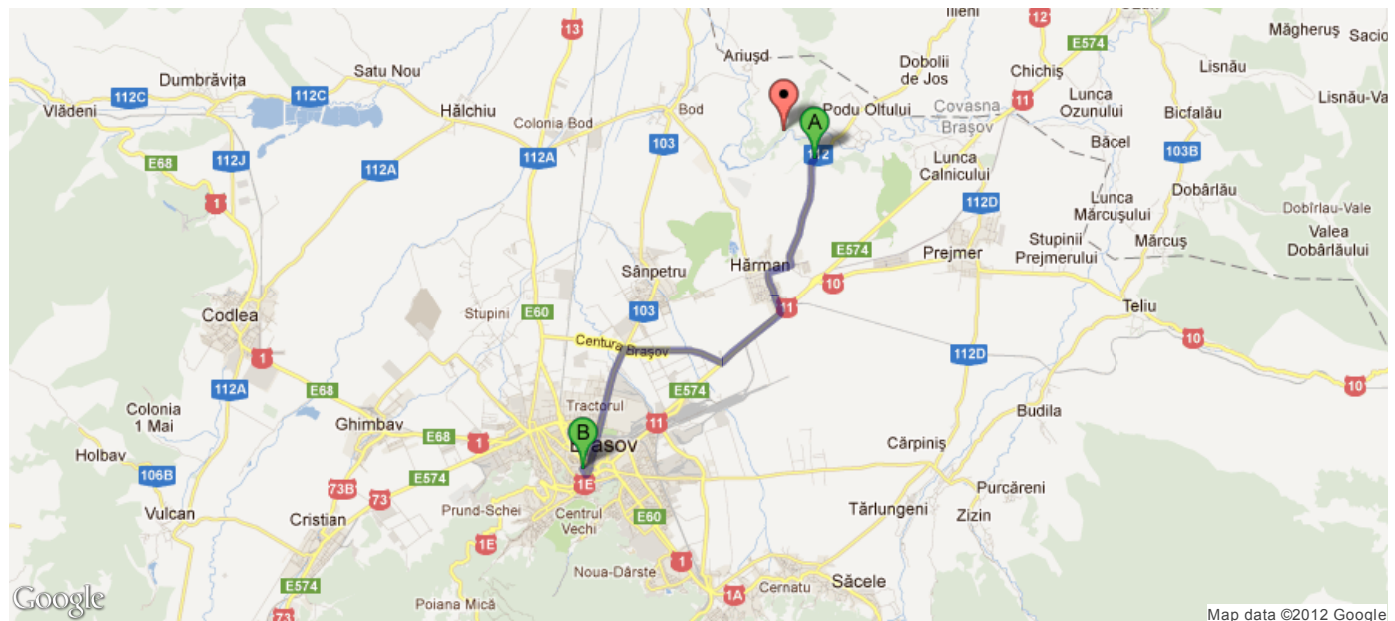 Ilieni
Ozun
13
Ariușd
E574
12
Măgheruș
Sacio
Dumbrăvița
Satu Nou
Dobolii
de Jos
Chichiș
Lisnău
112C
112C
Vlădeni
Hălchiu
Bod
Podu Oltului
11
Lunca
Ozunului
Bicfalău
Lisnău-Va
Colonia Bod
A
Covasna
Brașov
Băcel
E68
112J
112A
112A
103
112
Lunca
Calnicului
103B
1
112D
Lunca
Mărcușului
Dobârlău
Dobîrlau-Vale
Valea
Dobârlăului
Sânpetru
Hărman
E574
Prejmer
Stupinii
Prejmerului
Mărcuș
10
Codlea
Stupini
E60
103
11
Teliu
10
Centura Brașov
1
112D
10
112A
E68
E574
Colonia
1 Mai
Ghimbav
Tractorul
11
Budila
Holbav
E68
1
B
Brasov
Cărpiniș
106B
E574
73B
73
1E
Purcăreni
Vulcan
Cristian
Prund-Schei
Centrul
Vechi
E60
Tărlungeni
Zizin
1E
1
E574
Noua-Dârste
Cernatu
Săcele
73
Poiana Mică
1A
Google
Map data ©2012 Google